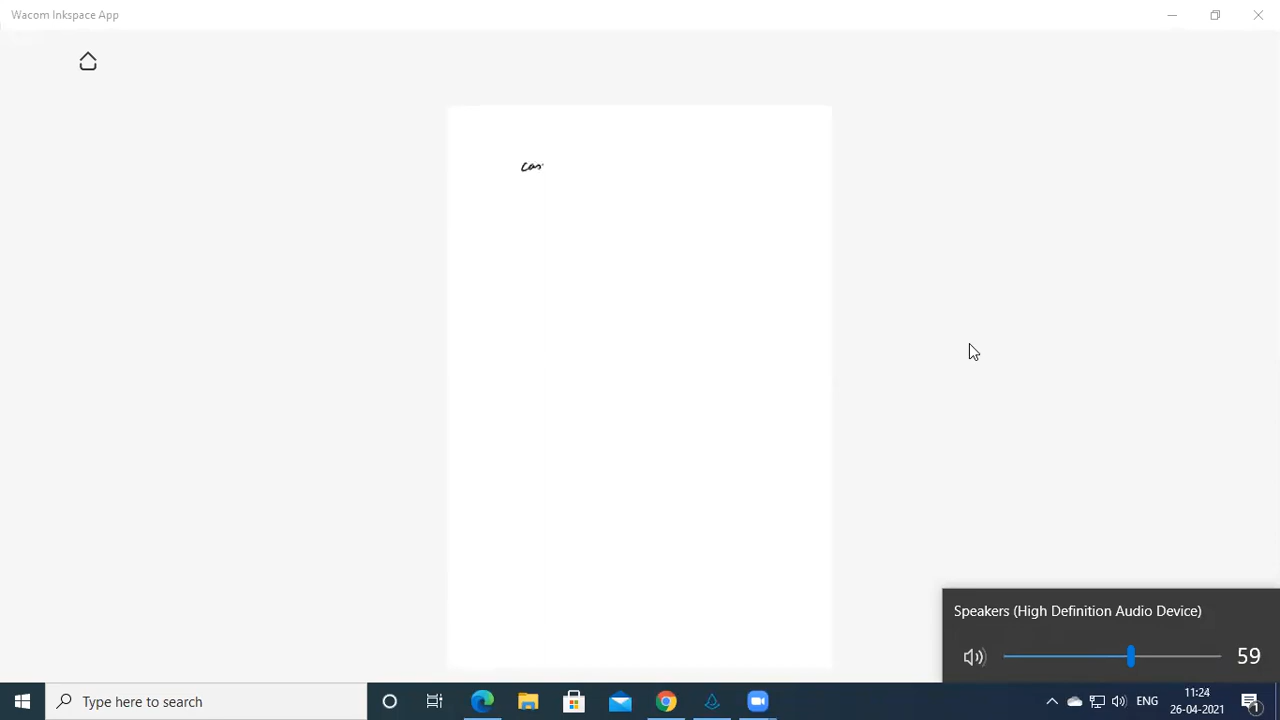 Wacom Inkspace App
Speakers (High Definition Audio Device)
59
Type here to search
ENG
11:24
26-04-2021
1